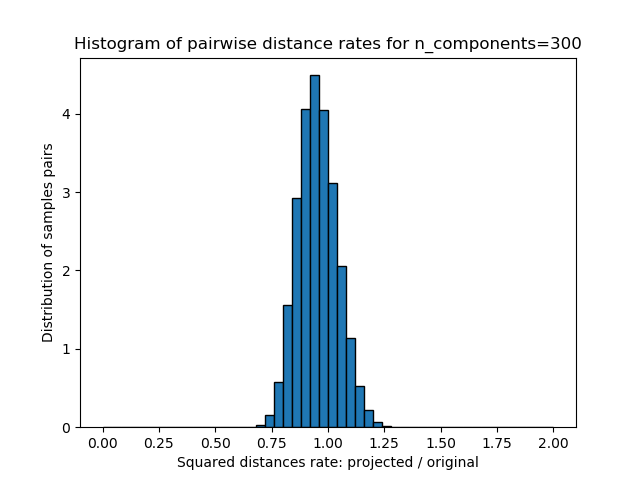 Histogram of pairwise distance rates for n_components=300
Distribution of samples pairs
4
3
2
1
0
0.00 0.25 0.50 0.75 1.00 1.25 1.50 1.75 2.00
Squared distances rate: projected / original